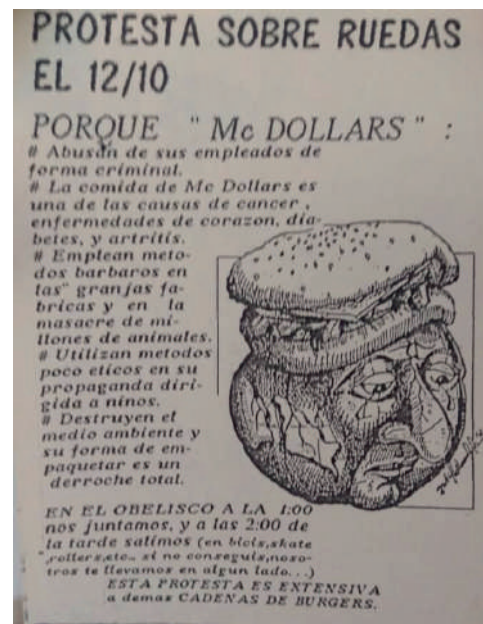 PROTESTA SOBRE RUEDAS
EL 12/10
PORQUE " Mc DOLLARS " :
# Abusan de sus empleados de
forma criminal.
# La comida de Mc Dollars es
una de las causas de cancer ,
enfermedades de corazon, dia-
betes, y artritis.
# Emplean meto-
dos barbaros en
las" granjas fa-
bricas y en la
masacre de mi-
llones de animales.
# Utilizan metodos
poco eticos en su
propaganda diri-
gida a ninos.
# Destruyen el
medio ambiente y
su forma de em-
paquetar es un
derroche total.
EN EL OBELISCO A LA 1:00
nos juntamos, y a las 2:00 de
la tarde salimos (en bicis,skate
,rollers,etc.. si no conseguis,noso-
tros te llevamos en algun lado. . .)
ESTA PROTESTA ES EXTENSIVA
a demas CADENAS DE BURGERS.